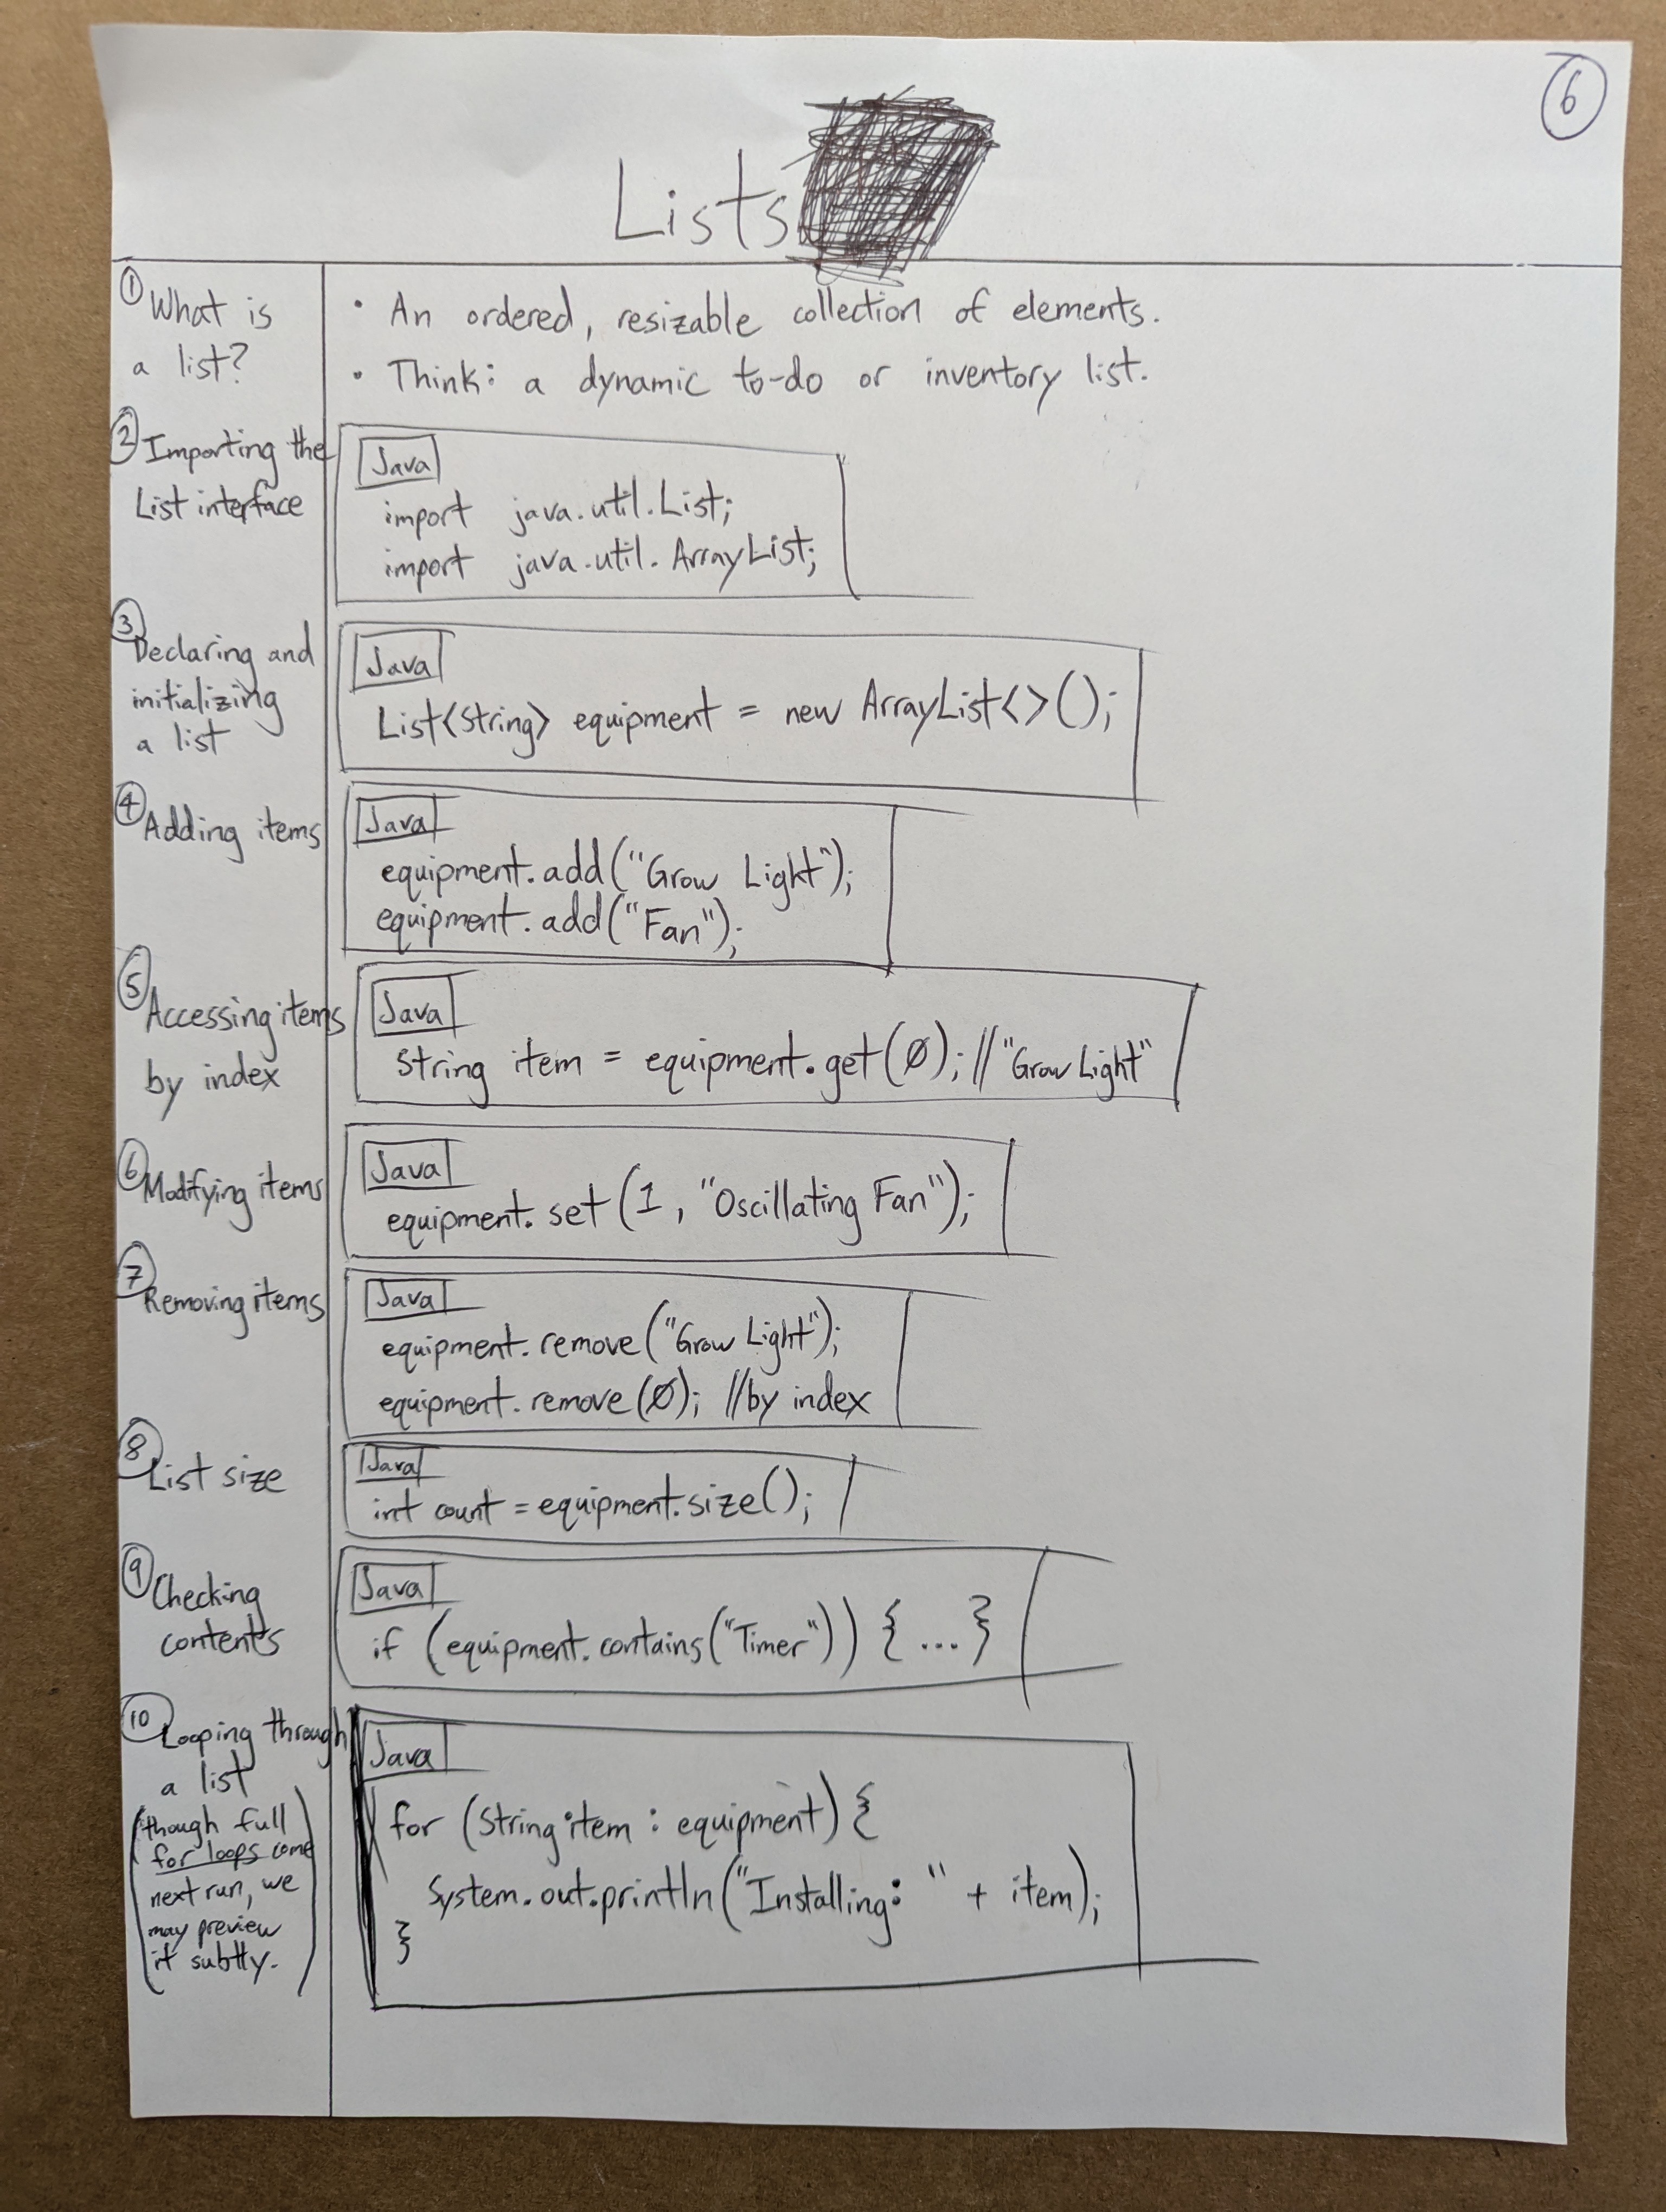 6
Lists
① What is
a list?
• An ordered, resizable collection of elements.
• Think: a dynamic to-do or inventory list.
② Importing the
List interface
Java
import java.util.List;
import java.util.ArrayList;
③ Declaring and
initializing
a list
Java
List<String> equipment = new ArrayList<>();
④ Adding items
Java
equipment.add("Grow Light");
equipment.add("Fan");
⑤ Accessing items
by index
Java
String item = equipment.get(0); // "Grow Light"
⑥ Modifying items
Java
equipment.set(1, "Oscillating Fan");
⑦ Removing items
Java
equipment.remove("Grow Light");
equipment.remove(0); //by index
⑧ List size
Java
int count = equipment.size();
⑨ Checking
contents
Java
if (equipment.contains("Timer")) { ... }
⑩ Looping through
a list
(though full
for loops come
next run, we
may preview
it subtly.)
Java
for (String item : equipment) {
System.out.println("Installing: " + item);
}